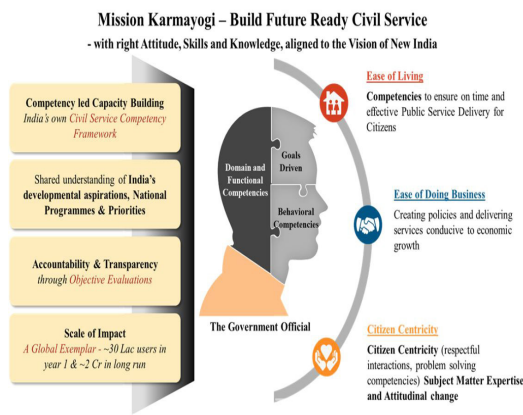 Mission Karmayogi – Build Future Ready Civil Service
- with right Attitude, Skills and Knowledge, aligned to the Vision of New India
Competency led Capacity Building
India's own Civil Service Competency
Framework
Shared understanding of India's
developmental aspirations, National
Programmes & Priorities
Accountability & Transparency
through Objective Evaluations
Scale of Impact
A Global Exemplar - ~30 Lac users in
year 1 & ~2 Cr in long run
Domain and
Functional
Competencies
Goals
Driven
Behavioral
Competencies
The Government Official
Ease of Living
Competencies to ensure on time and
effective Public Service Delivery for
Citizens
Ease of Doing Business
Creating policies and delivering
services conducive to economic
growth
Citizen Centricity
Citizen Centricity (respectful
interactions, problem solving
competencies) Subject Matter Expertise
and Attitudinal change